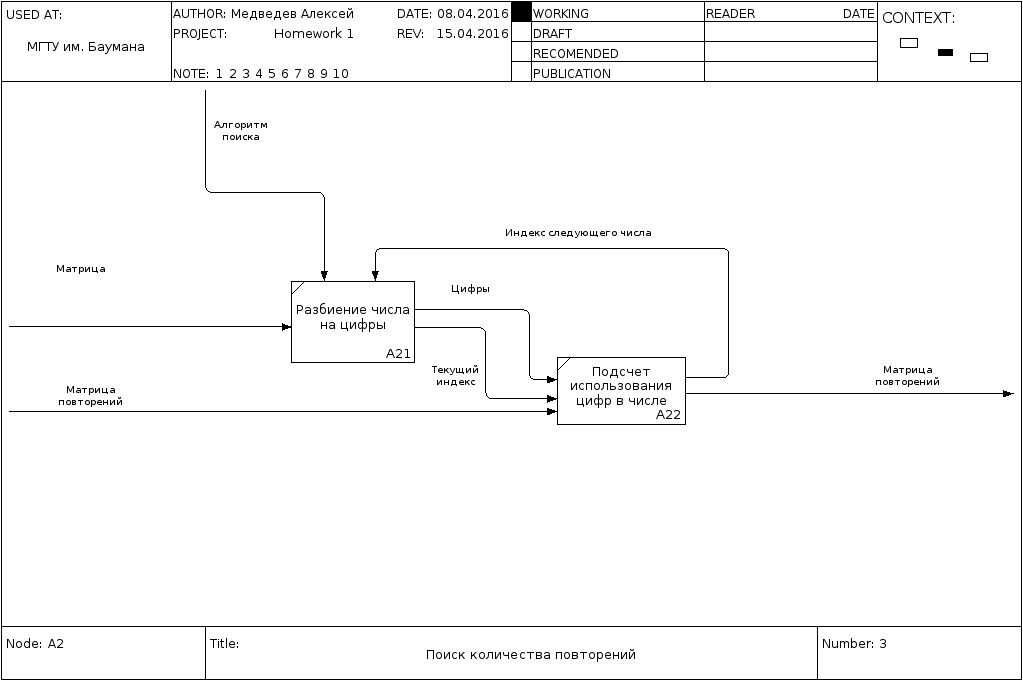 USED AT:
МГТУ им. Баумана
AUTHOR: Медведев Алексей
DATE: 08.04.2016
PROJECT: Homework 1
REV: 15.04.2016
NOTE: 1 2 3 4 5 6 7 8 9 10
WORKING
DRAFT
RECOMENDED
PUBLICATION
READER DATE
CONTEXT:
Алгоритм
поиска
Индекс следующего числа
Матрица
Цифры
Разбиение числа
на цифры
A21
Текущий
индекс
Подсчет
использования
цифр в числе
A22
Матрица
повторений
Матрица
повторений
Node: A2
Title:
Поиск количества повторений
Number: 3